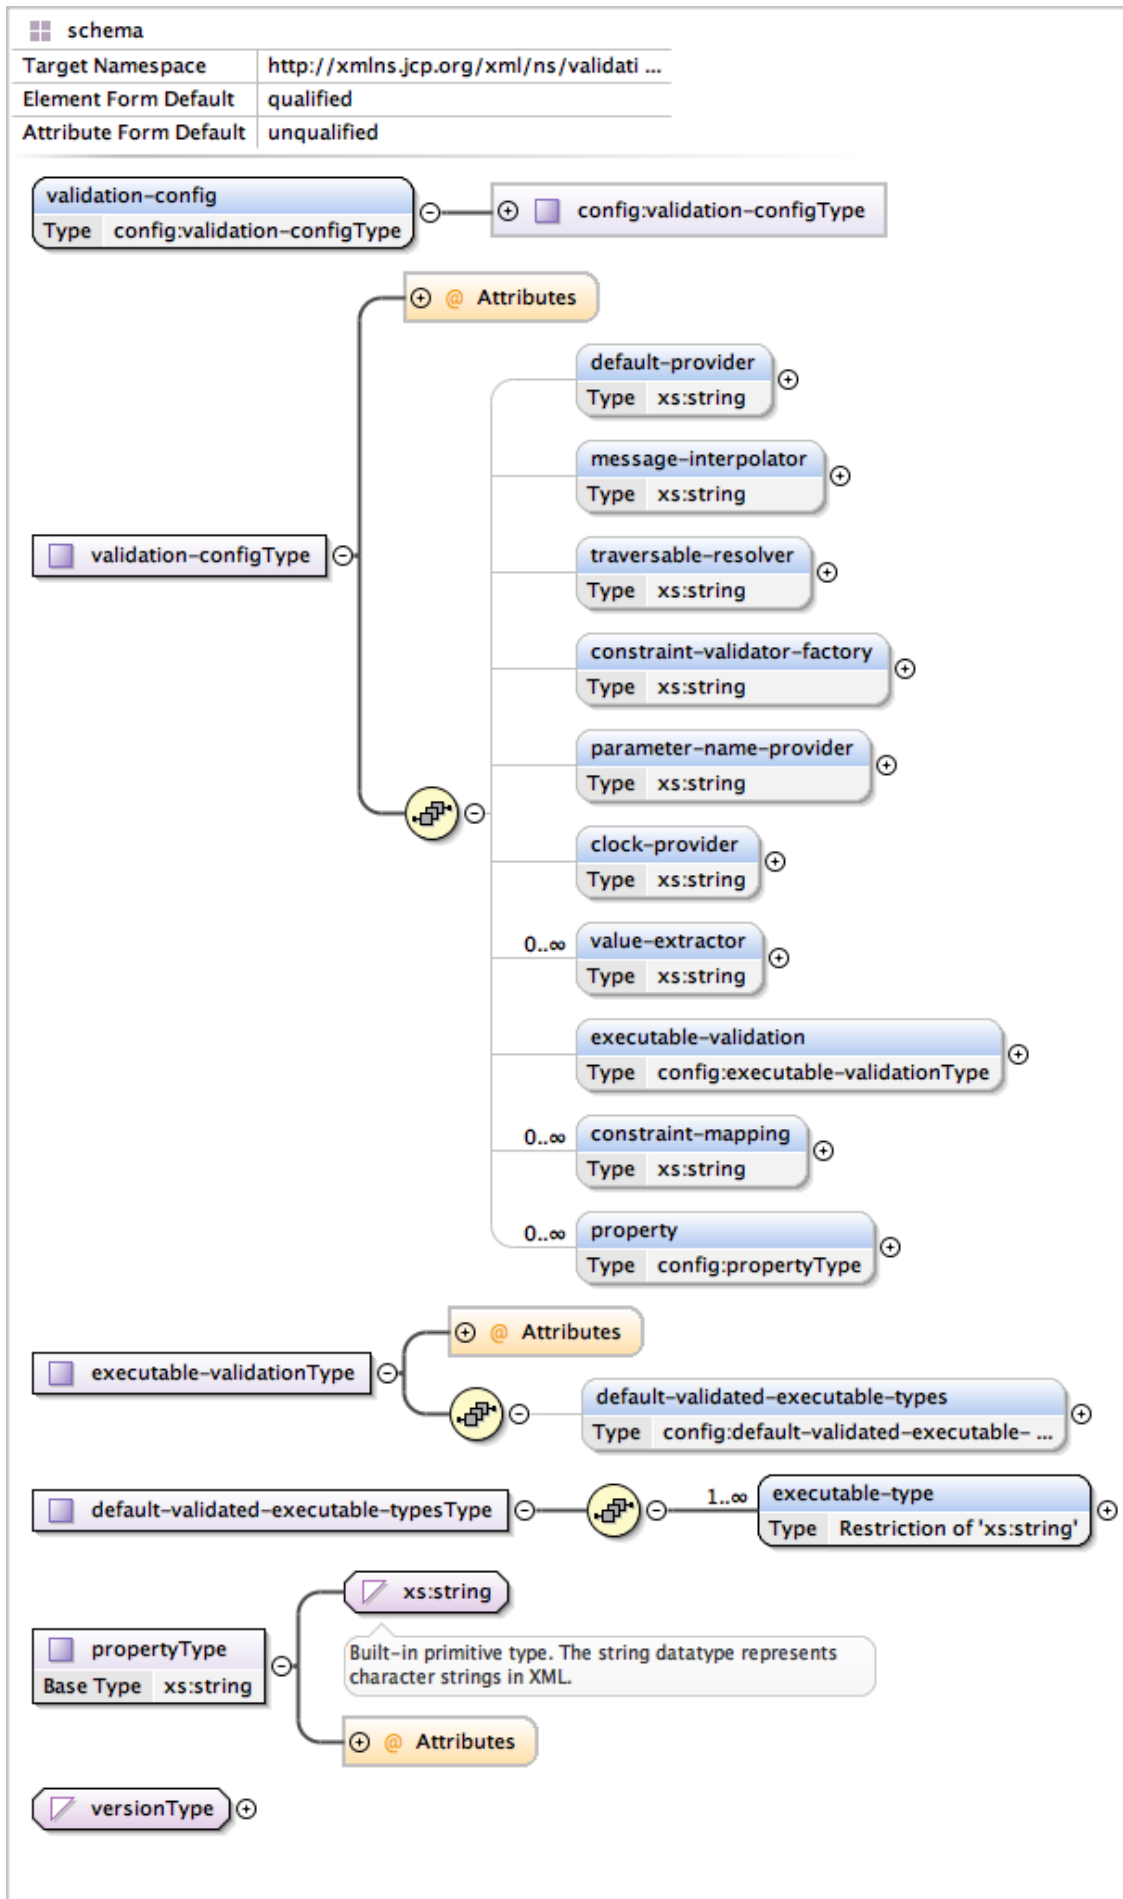 schema
Target Namespace http://xmlns.jcp.org/xml/ns/validati ...
Element Form Default qualified
Attribute Form Default unqualified
validation-config
Type config:validation-configType
config:validation-configType
@ Attributes
default-provider
Type xs:string
message-interpolator
Type xs:string
traversable-resolver
Type xs:string
validation-configType
constraint-validator-factory
Type xs:string
parameter-name-provider
Type xs:string
clock-provider
Type xs:string
0..∞ value-extractor
Type xs:string
executable-validation
Type config:executable-validationType
0..∞ constraint-mapping
Type xs:string
0..∞ property
Type config:propertyType
@ Attributes
executable-validationType
default-validated-executable-types
Type config:default-validated-executable- ...
default-validated-executable-typesType
1..∞ executable-type
Type Restriction of 'xs:string'
xs:string
propertyType
Base Type xs:string
Built-in primitive type. The string datatype represents
character strings in XML.
@ Attributes
versionType